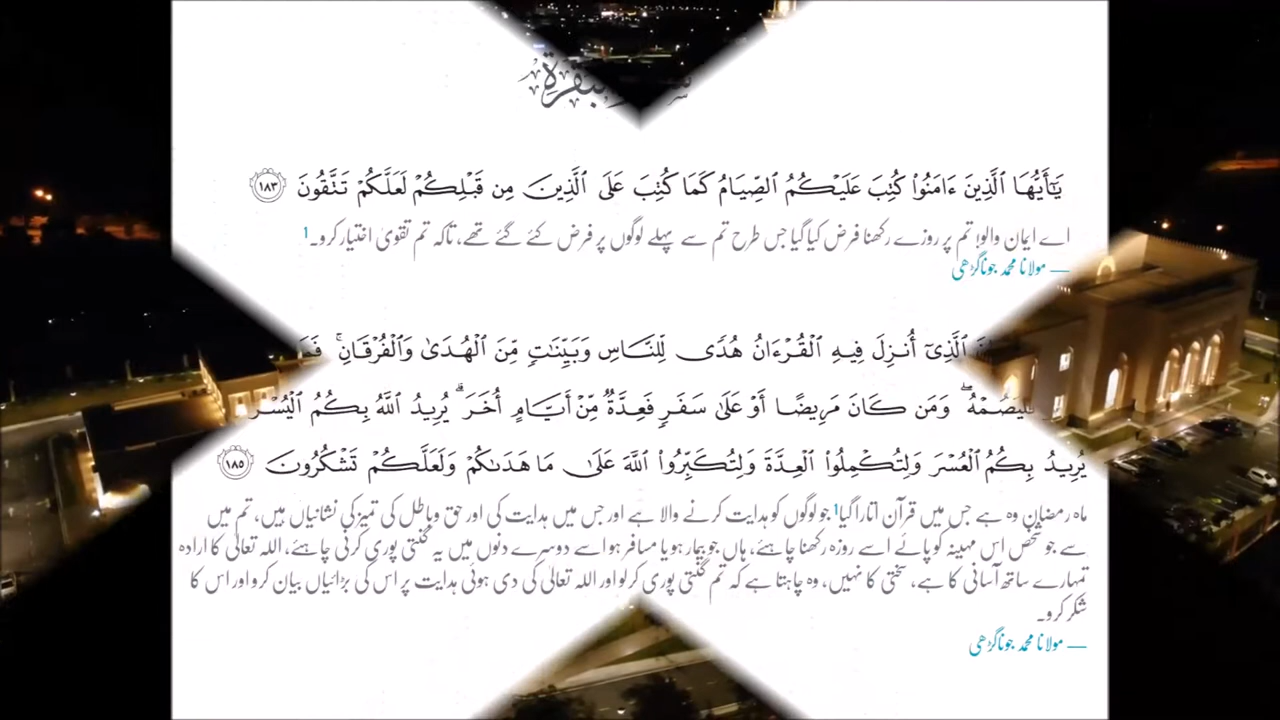 البقرة
يَٰٓأَيُّهَا ٱلَّذِينَ ءَامَنُوا۟ كُتِبَ عَلَيْكُمُ ٱلصِّيَامُ كَمَا كُتِبَ عَلَى ٱلَّذِينَ مِن قَبْلِكُمْ لَعَلَّكُمْ تَتَّقُونَ ١٨٣
اے ایمان والو! تم پر روزے رکھنا فرض کیا گیا جس طرح تم سے پہلے لوگوں پر فرض کئے گئے تھے، تاکہ تم تقویٰ اختیار کرو۔1
— مولانا محمد جوناگڑھی
ٱلَّذِىٓ أُنزِلَ فِيهِ ٱلْقُرْءَانُ هُدًى لِّلنَّاسِ وَبَيِّنَٰتٍ مِّنَ ٱلْهُدَىٰ وَٱلْفُرْقَانِ ۚ
وَمَن كَانَ مَرِيضًا أَوْ عَلَىٰ سَفَرٍ فَعِدَّةٌ مِّنْ أَيَّامٍ أُخَرَ ۗ يُرِيدُ ٱللَّهُ بِكُمُ ٱلْيُسْرَ
يُرِيدُ بِكُمُ ٱلْعُسْرَ وَلِتُكْمِلُوا۟ ٱلْعِدَّةَ وَلِتُكَبِّرُوا۟ ٱللَّهَ عَلَىٰ مَا هَدَىٰكُمْ وَلَعَلَّكُمْ تَشْكُرُونَ ١٨٥
ماہ رمضان وہ ہے جس میں قرآن اتارا گیا1 جو لوگوں کو ہدایت کرنے والا ہے اور جس میں ہدایت کی اور حق وباطل کی تمیز کی نشانیاں ہیں، تم میں
سے جو شخص اس مہینہ کو پائے اسے روزہ رکھنا چاہئے، ہاں جو بیمار ہو یا مسافر ہو اسے دوسرے دنوں میں یہ گنتی پوری کرنی چاہئے، اللہ تعالیٰ کا ارادہ
تمہارے ساتھ آسانی کا ہے، سختی کا نہیں، وہ چاہتا ہے کہ تم گنتی پوری کرلو اور اللہ تعالیٰ کی دی ہوئی ہدایت پر اس کی بڑائیاں بیان کرو اور اس کا
شکر کرو۔
— مولانا محمد جوناگڑھی